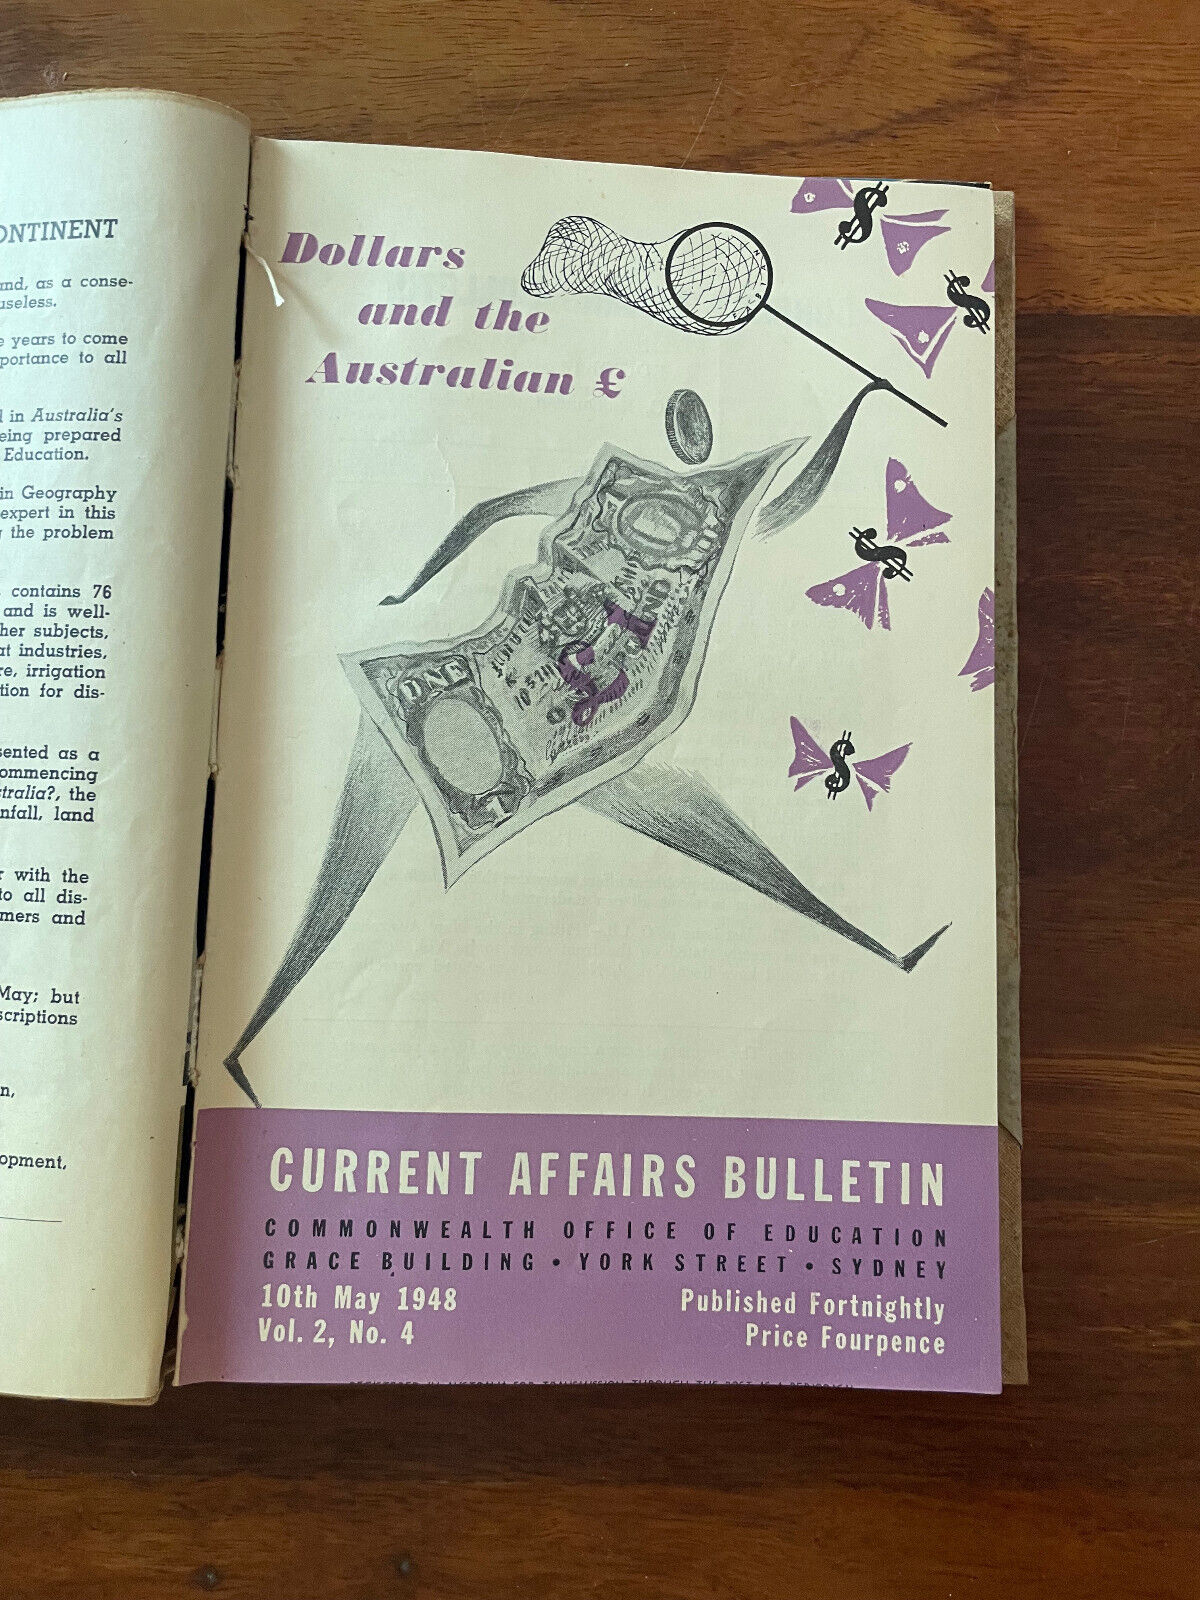 ONTINENT
nd, as a conse-
useless.
e years to come
portance to all
d in Australia's
eing prepared
Education.
in Geography
expert in this
g the problem
contains 76
and is well-
her subjects,
at industries,
re, irrigation
tion for dis-
sented as a
ommencing
stralia?, the
nfall, land
r with the
to all dis-
mers and
May; but
scriptions
n,
opment,
Dollars
and the
Australian £
$
$
$
$
ONE
1
CURRENT AFFAIRS BULLETIN
COMMONWEALTH OFFICE OF EDUCATION
GRACE BUILDING • YORK STREET • SYDNEY
10th May 1948
Published Fortnightly
Vol. 2, No. 4
Price Fourpence